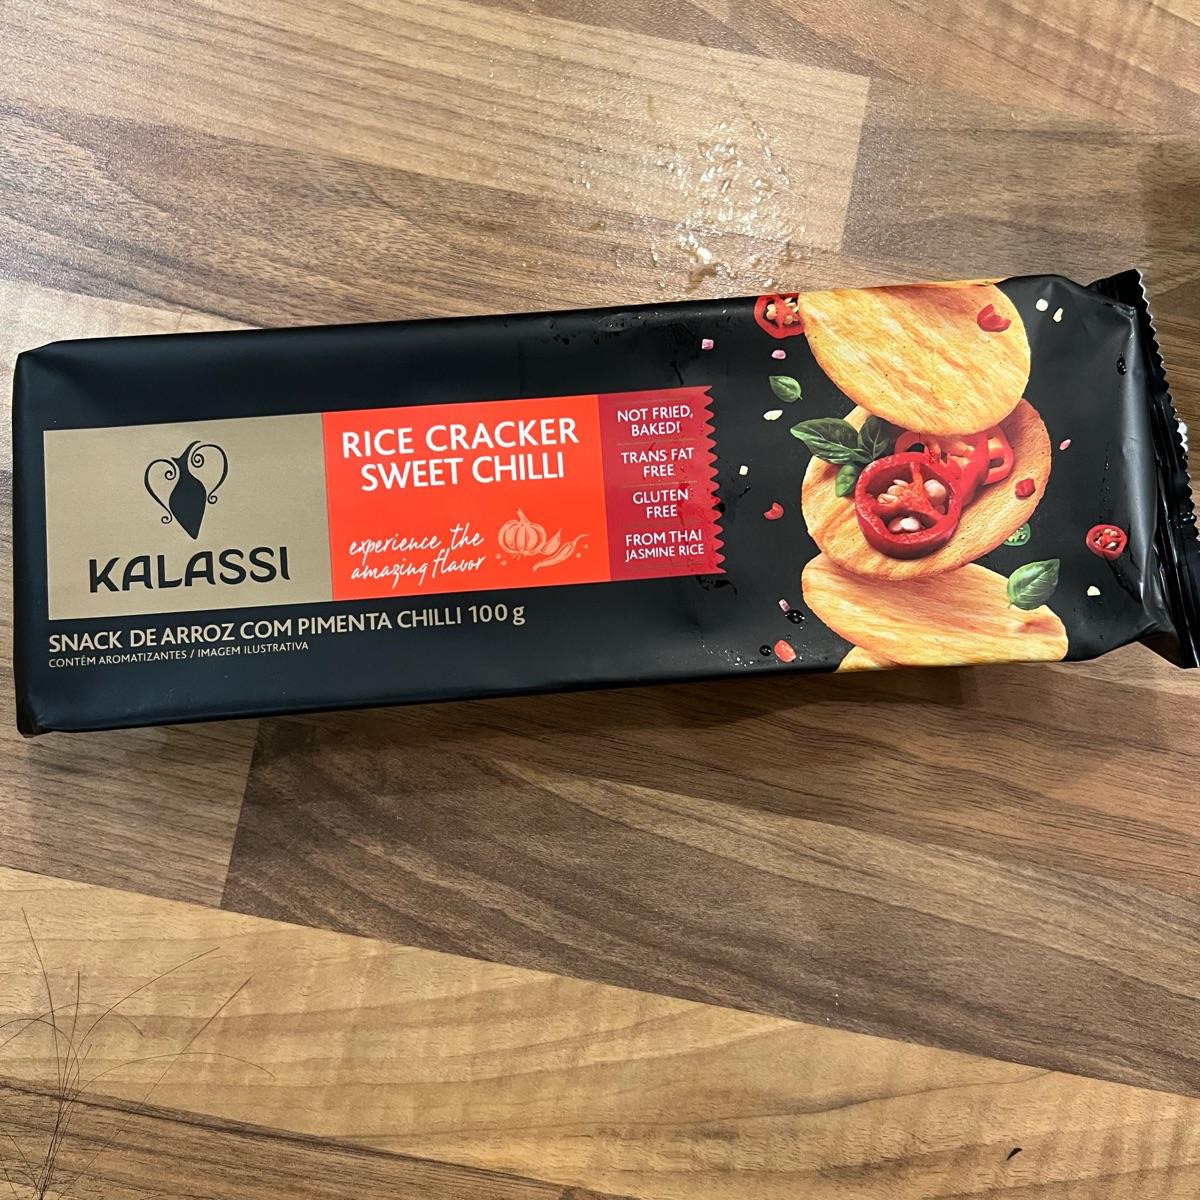 KALASSI
RICE CRACKER
SWEET CHILLI
experience the
amazing flavor
NOT FRIED,
BAKED!
TRANS FAT
FREE
GLUTEN
FREE
FROM THAI
JASMINE RICE
SNACK DE ARROZ COM PIMENTA CHILLI 100 g
CONTÉM AROMATIZANTES / IMAGEM ILUSTRATIVA